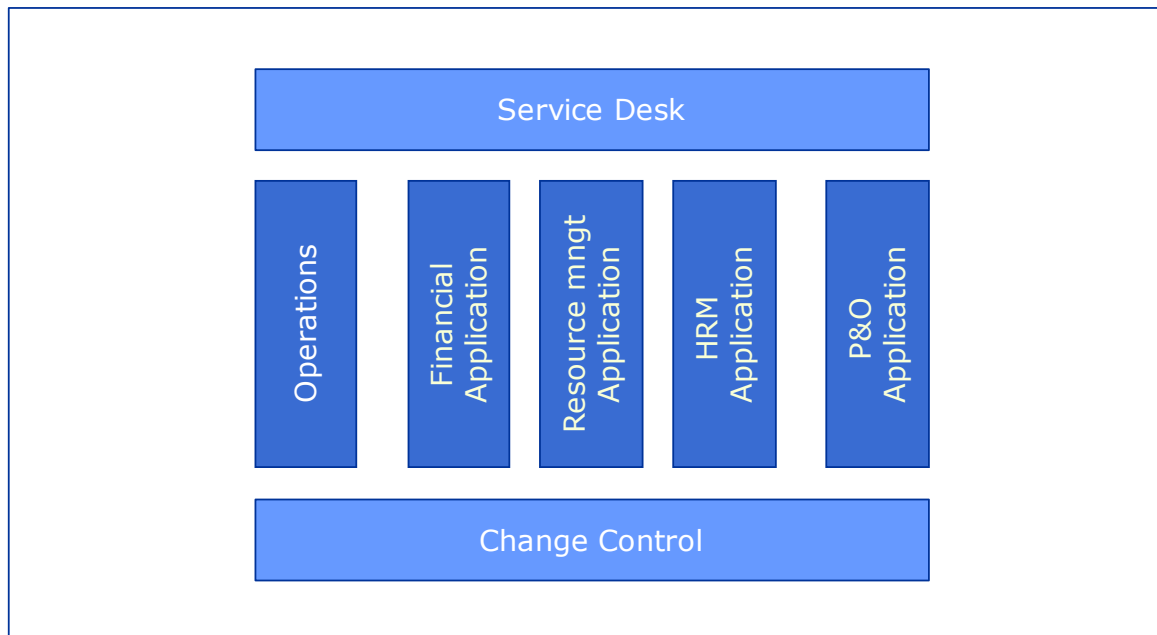 Service Desk
Operations
Financial
Application
Resource mngt
Application
HRM
Application
P&O
Application
Change Control